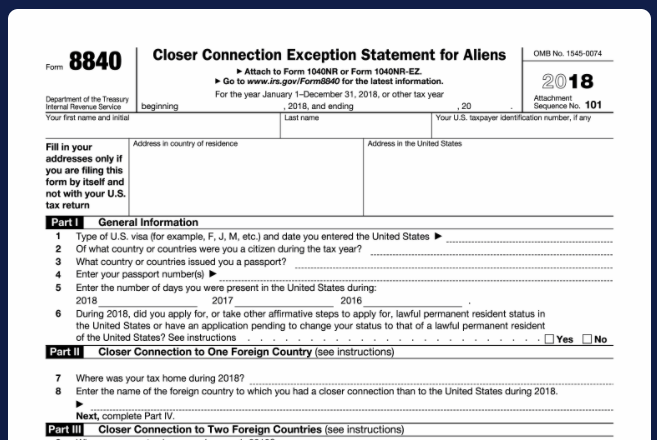 Form 8840
Department of the Treasury
Internal Revenue Service
Closer Connection Exception Statement for Aliens
▶ Attach to Form 1040NR or Form 1040NR-EZ.
▶ Go to www.irs.gov/Form8840 for the latest information.
For the year January 1–December 31, 2018, or other tax year
beginning , 2018, and ending , 20 .
OMB No. 1545-0074
2018
Attachment
Sequence No. 101
Your first name and initial
Last name
Your U.S. taxpayer identification number, if any
Fill in your
addresses only if
you are filing this
form by itself and
not with your U.S.
tax return
Address in country of residence
Address in the United States
Part I General Information
1 Type of U.S. visa (for example, F, J, M, etc.) and date you entered the United States ▶
2 Of what country or countries were you a citizen during the tax year?
3 What country or countries issued you a passport?
4 Enter your passport number(s) ▶
5 Enter the number of days you were present in the United States during:
2018 2017 2016 .
6 During 2018, did you apply for, or take other affirmative steps to apply for, lawful permanent resident status in
the United States or have an application pending to change your status to that of a lawful permanent resident
of the United States? See instructions . . . . . . . . . . . . . . . . . . . . . Yes No
Part II Closer Connection to One Foreign Country (see instructions)
7 Where was your tax home during 2018?
8 Enter the name of the foreign country to which you had a closer connection than to the United States during 2018.
▶
Next, complete Part IV.
Part III Closer Connection to Two Foreign Countries (see instructions)